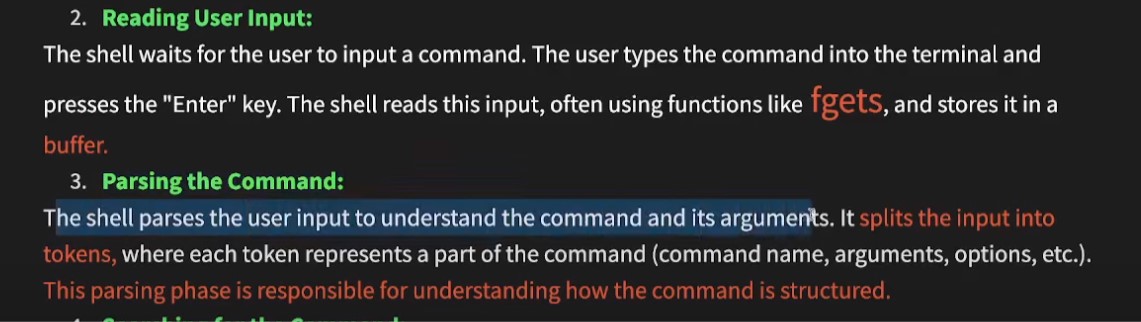 2. Reading User Input:
The shell waits for the user to input a command. The user types the command into the terminal and
presses the "Enter" key. The shell reads this input, often using functions like fgets, and stores it in a
buffer.
3. Parsing the Command:
The shell parses the user input to understand the command and its arguments. It splits the input into
tokens, where each token represents a part of the command (command name, arguments, options, etc.).
This parsing phase is responsible for understanding how the command is structured.